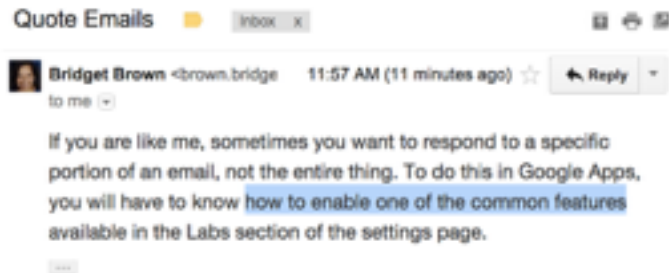 Quote Emails
Inbox x
Bridget Brown <brown.bridge 11:57 AM (11 minutes ago) Reply
to me
If you are like me, sometimes you want to respond to a specific
portion of an email, not the entire thing. To do this in Google Apps,
you will have to know how to enable one of the common features
available in the Labs section of the settings page.